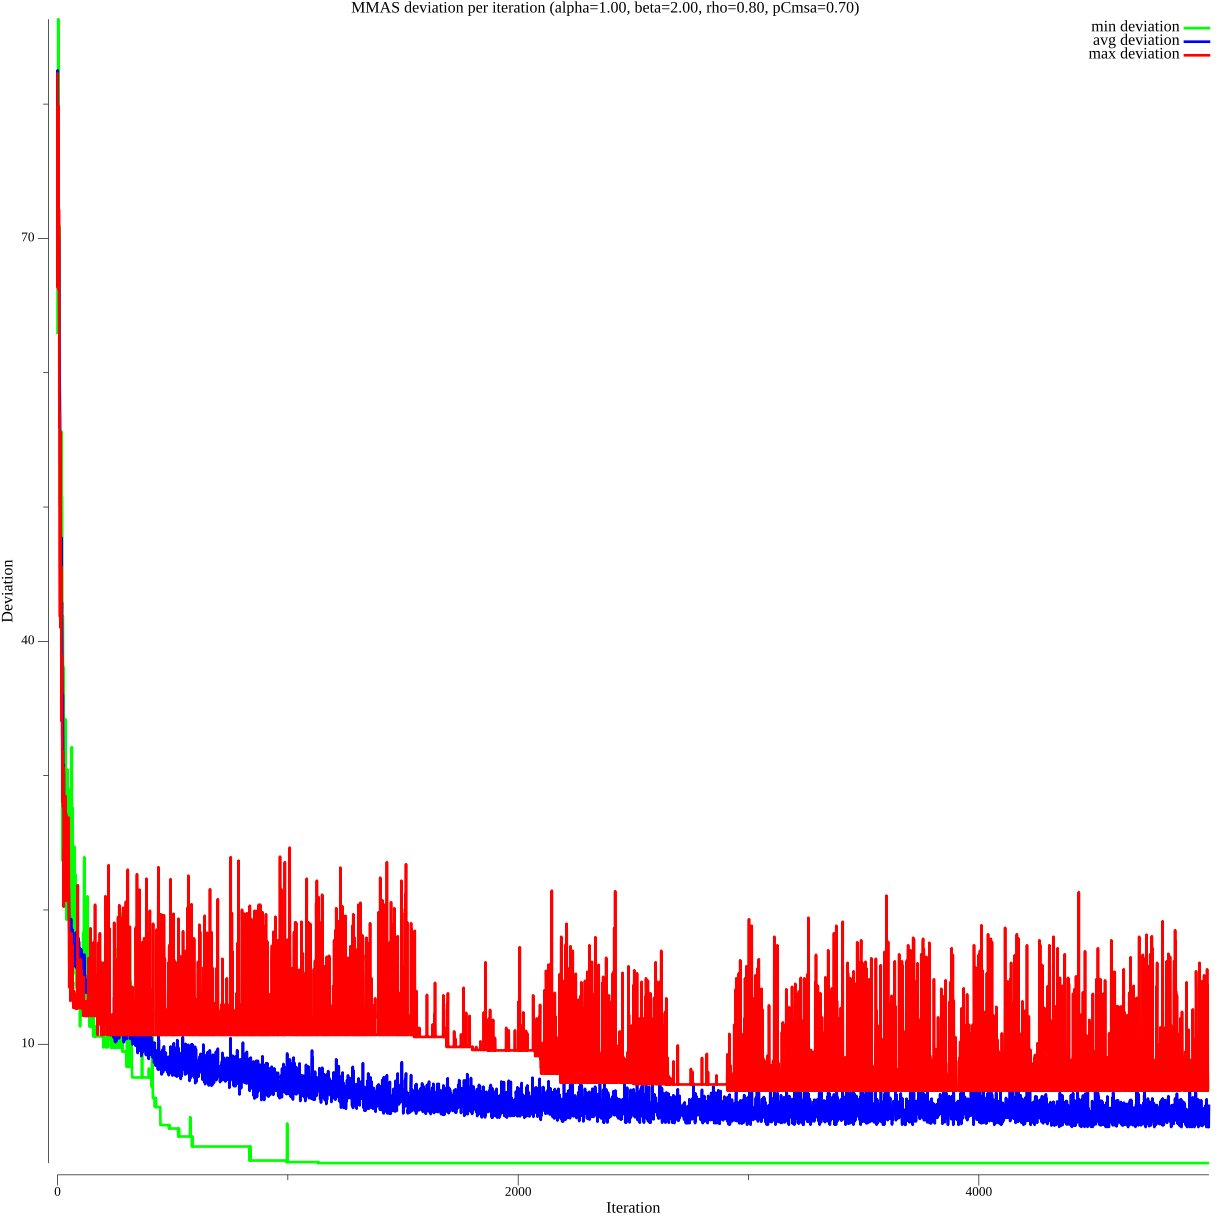 MMAS deviation per iteration (alpha=1.00, beta=2.00, rho=0.80, pCmsa=0.70)
min deviation
avg deviation
max deviation
70
40
10
Deviation
0
2000
4000
Iteration